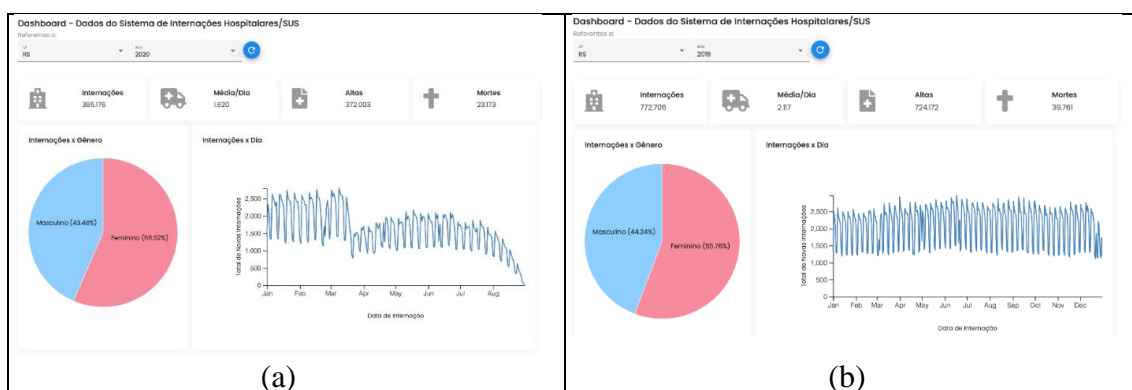 Dashboard - Dados do Sistema de Internações Hospitalares/SUS
Referentes a:
UF
RS
Ano
2020
Internações
395.176
Média/Dia
1.620
Altas
372.003
Mortes
23.173
Internações x Gênero
Masculino (43.48%)
Feminino (56.52%)
Internações x Dia
Total de Novas Internações
2,500
2,000
1,500
1,000
500
0
Jan Feb Mar Apr May Jun Jul Aug
Data de Internação
(a)
Dashboard - Dados do Sistema de Internações Hospitalares/SUS
Referentes a:
UF
RS
Ano
2019
Internações
772.706
Média/Dia
2.117
Altas
724.172
Mortes
39.761
Internações x Gênero
Masculino (44.24%)
Feminino (55.76%)
Internações x Dia
Total de Novas Internações
2,500
2,000
1,500
1,000
500
0
Jan Feb Mar Apr May Jun Jul Aug Sep Oct Nov Dec
Data de Internação
(b)